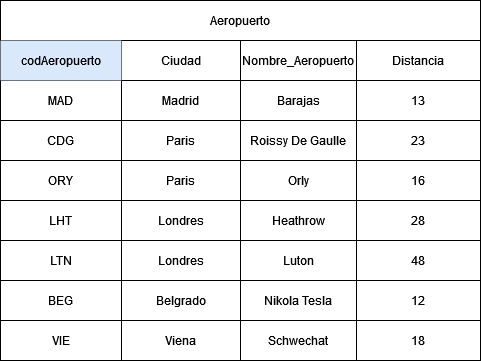 Aeropuerto
codAeropuerto Ciudad Nombre_Aeropuerto Distancia
MAD Madrid Barajas 13
CDG Paris Roissy De Gaulle 23
ORY Paris Orly 16
LHT Londres Heathrow 28
LTN Londres Luton 48
BEG Belgrado Nikola Tesla 12
VIE Viena Schwechat 18